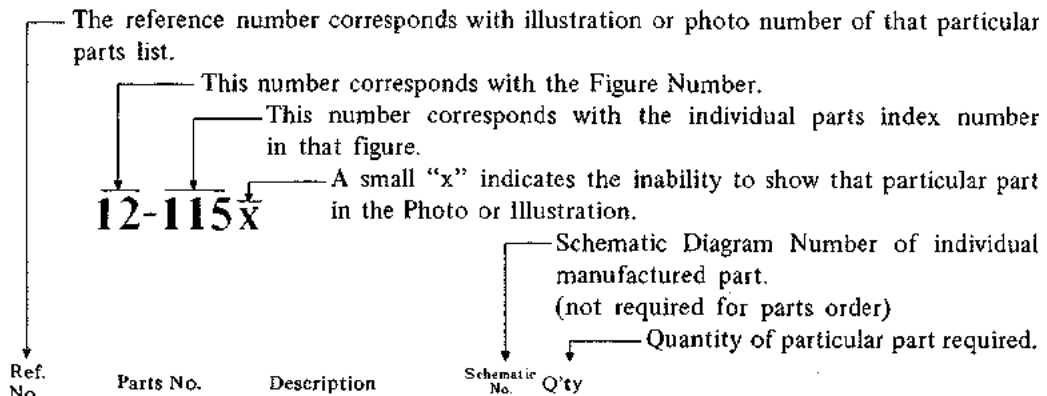 The reference number corresponds with illustration or photo number of that particular
parts list.
This number corresponds with the Figure Number.
This number corresponds with the individual parts index number
in that figure.
A small “x” indicates the inability to show that particular part
in the Photo or Illustration.
12-115x
Schematic Diagram Number of individual
manufactured part.
(not required for parts order)
Quantity of particular part required.
Ref.
No.
Parts No.
Description
Schematic
No.
Q'ty